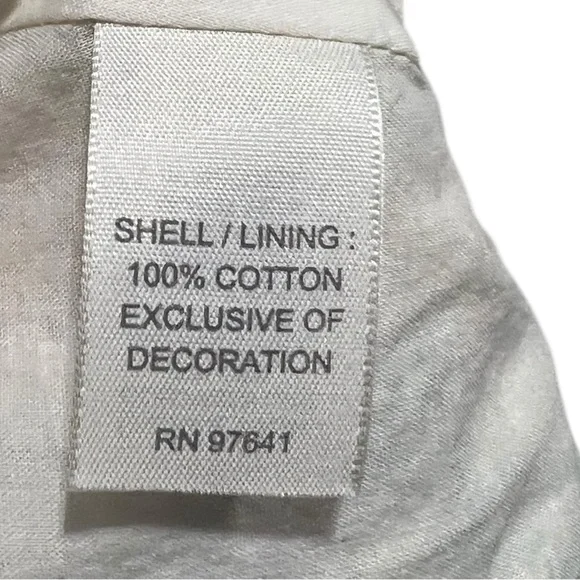 SHELL / LINING :
100% COTTON
EXCLUSIVE OF
DECORATION
RN 97641